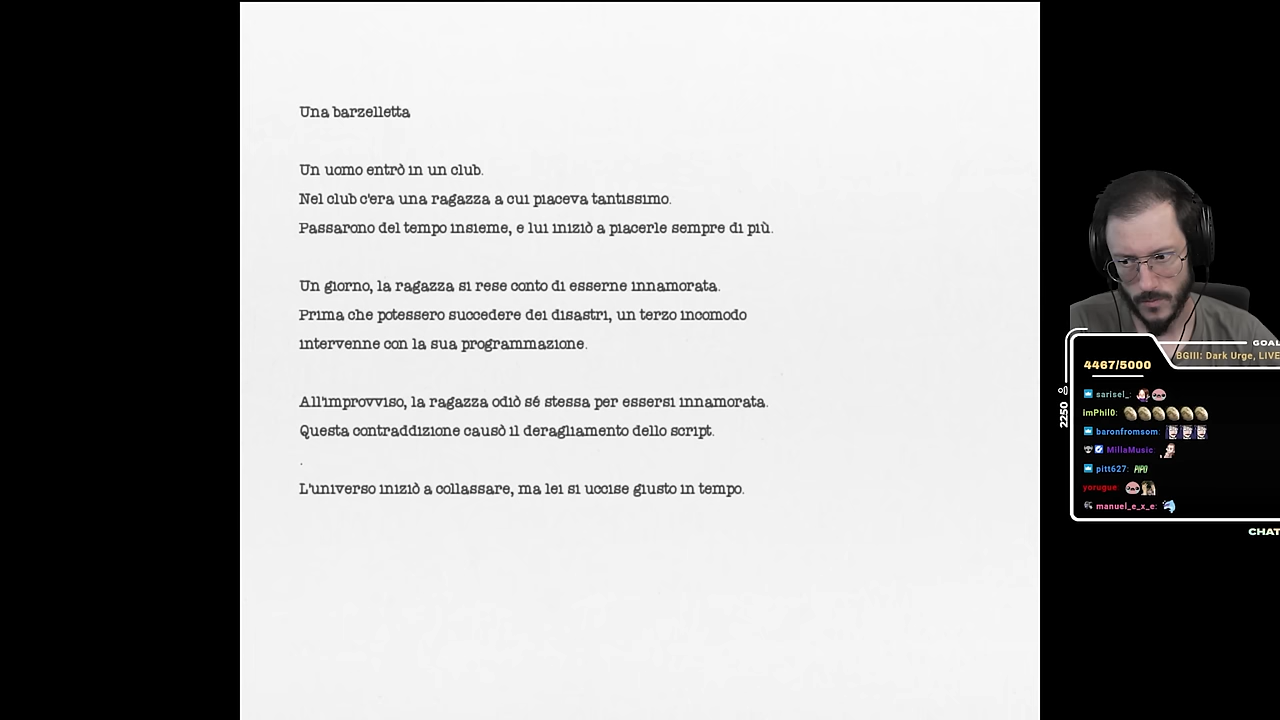 Una barzelletta
Un uomo entrò in un club.
Nel club c'era una ragazza a cui piaceva tantissimo.
Passarono del tempo insieme, e lui iniziò a piacerle sempre di più.
Un giorno, la ragazza si rese conto di esserne innamorata.
Prima che potessero succedere dei disastri, un terzo incomodo
intervenne con la sua programmazione.
All'improvviso, la ragazza odiò sé stessa per essersi innamorata.
Questa contraddizione causò il deragliamento dello script.
.
L'universo iniziò a collassare, ma lei si uccise giusto in tempo.
GOAL
BGIII: Dark Urge, LIVE
4467/5000
2250
sarisel_:
imPhil0:
baronfromsom:
MillaMusic:
pitt627: PIPO
yorugue:
manuel_e_x_e:
CHAT